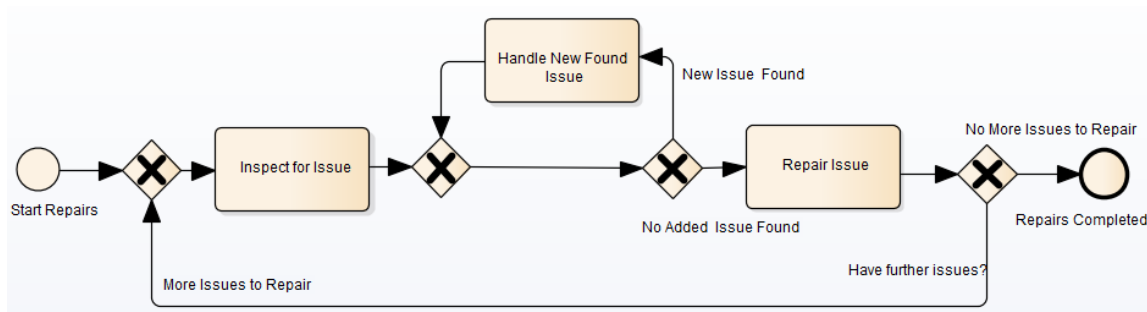 Handle New Found
Issue
New Issue Found
No More Issues to Repair
Inspect for Issue
Repair Issue
Start Repairs
No Added Issue Found
Repairs Completed
Have further issues?
More Issues to Repair